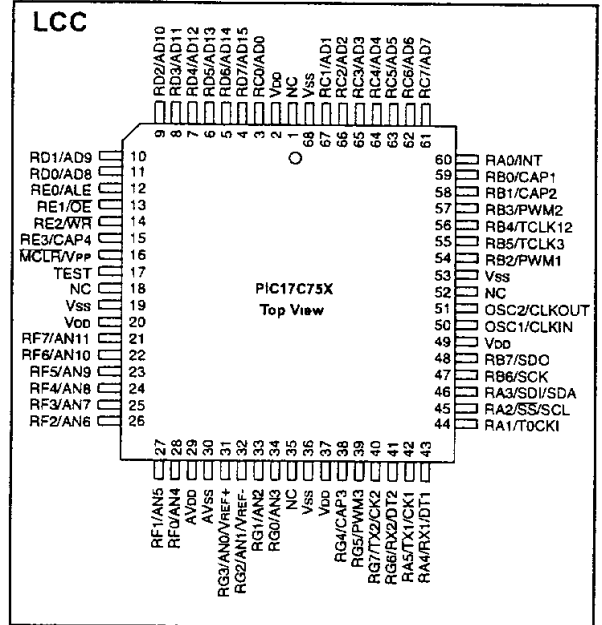 LCC
RD2/AD10
RD3/AD11
RD4/AD12
RD5/AD13
RD6/AD14
RD7/AD15
RC0/AD0
VDD
NC
VSS
RC1/AD1
RC2/AD2
RC3/AD3
RC4/AD4
RC5/AD5
RC6/AD6
RC7/AD7
9 8 7 6 5 4 3 2 1 68 67 66 65 64 63 62 61
RD1/AD9 10
RD0/AD8 11
RE0/ALE 12
RE1/OE 13
RE2/WR 14
RE3/CAP4 15
MCLR/VPP 16
TEST 17
NC 18
VSS 19
VDD 20
RF7/AN11 21
RF6/AN10 22
RF5/AN9 23
RF4/AN8 24
RF3/AN7 25
RF2/AN6 26
PIC17C75X
Top View
60 RA0/INT
59 RB0/CAP1
58 RB1/CAP2
57 RB3/PWM2
56 RB4/TCLK12
55 RB5/TCLK3
54 RB2/PWM1
53 VSS
52 NC
51 OSC2/CLKOUT
50 OSC1/CLKIN
49 VDD
48 RB7/SDO
47 RB6/SCK
46 RA3/SDI/SDA
45 RA2/SS/SCL
44 RA1/T0CKI
27 28 29 30 31 32 33 34 35 36 37 38 39 40 41 42 43
RF1/AN5
RF0/AN4
AVDD
AVSS
RG3/AN0/VREF+
RG2/AN1/VREF-
RG1/AN2
RG0/AN3
NC
VSS
VDD
RG4/CAP3
RG5/PWM3
RG7/TX2/CK2
RG6/RX2/DT2
RA5/TX1/CK1
RA4/RX1/DT1